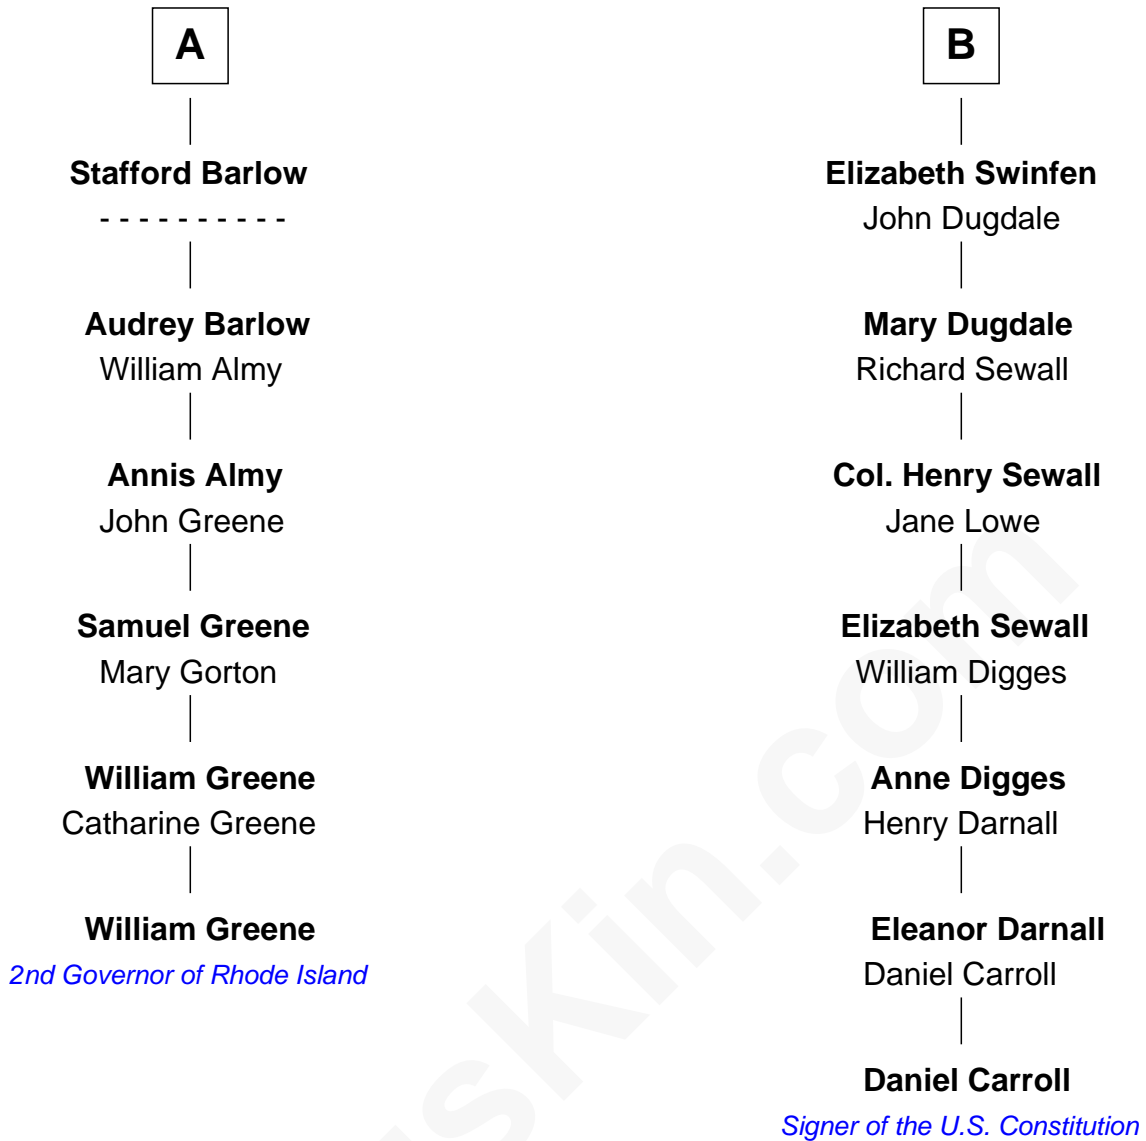 A
Stafford Barlow
- - - - - - - - - -
Audrey Barlow
William Almy
Annis Almy
John Greene
Samuel Greene
Mary Gorton
William Greene
Catharine Greene
William Greene
2nd Governor of Rhode Island
B
Elizabeth Swinfen
John Dugdale
Mary Dugdale
Richard Sewall
Col. Henry Sewall
Jane Lowe
Elizabeth Sewall
William Digges
Anne Digges
Henry Darnall
Eleanor Darnall
Daniel Carroll
Daniel Carroll
Signer of the U.S. Constitution
usKin.com